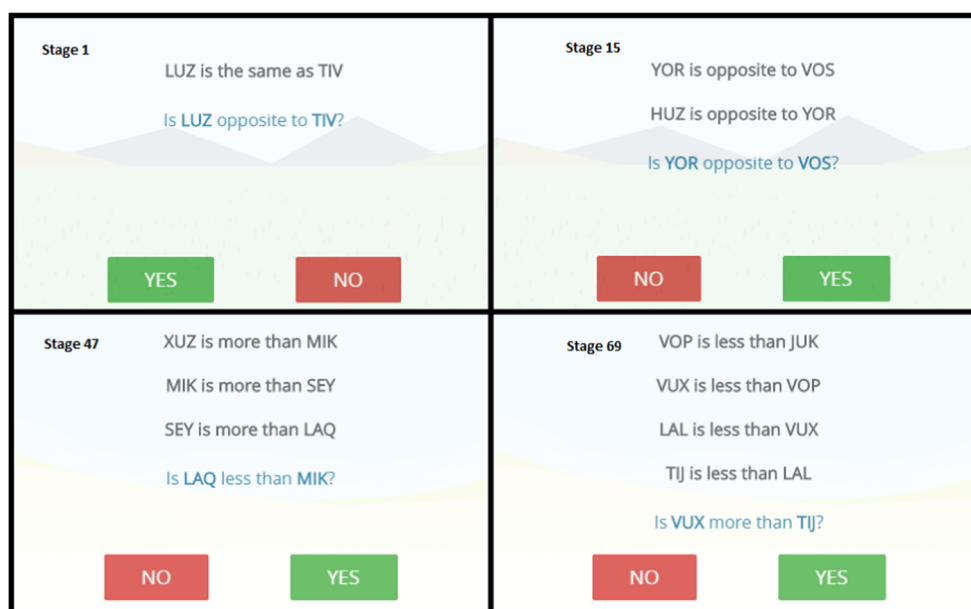 Stage 1
LUZ is the same as TIV
Is LUZ opposite to TIV?
YES NO
Stage 15
YOR is opposite to VOS
HUZ is opposite to YOR
Is YOR opposite to VOS?
NO YES
Stage 47
XUZ is more than MIK
MIK is more than SEY
SEY is more than LAQ
Is LAQ less than MIK?
NO YES
Stage 69
VOP is less than JUK
VUX is less than VOP
LAL is less than VUX
TIJ is less than LAL
Is VUX more than TIJ?
NO YES